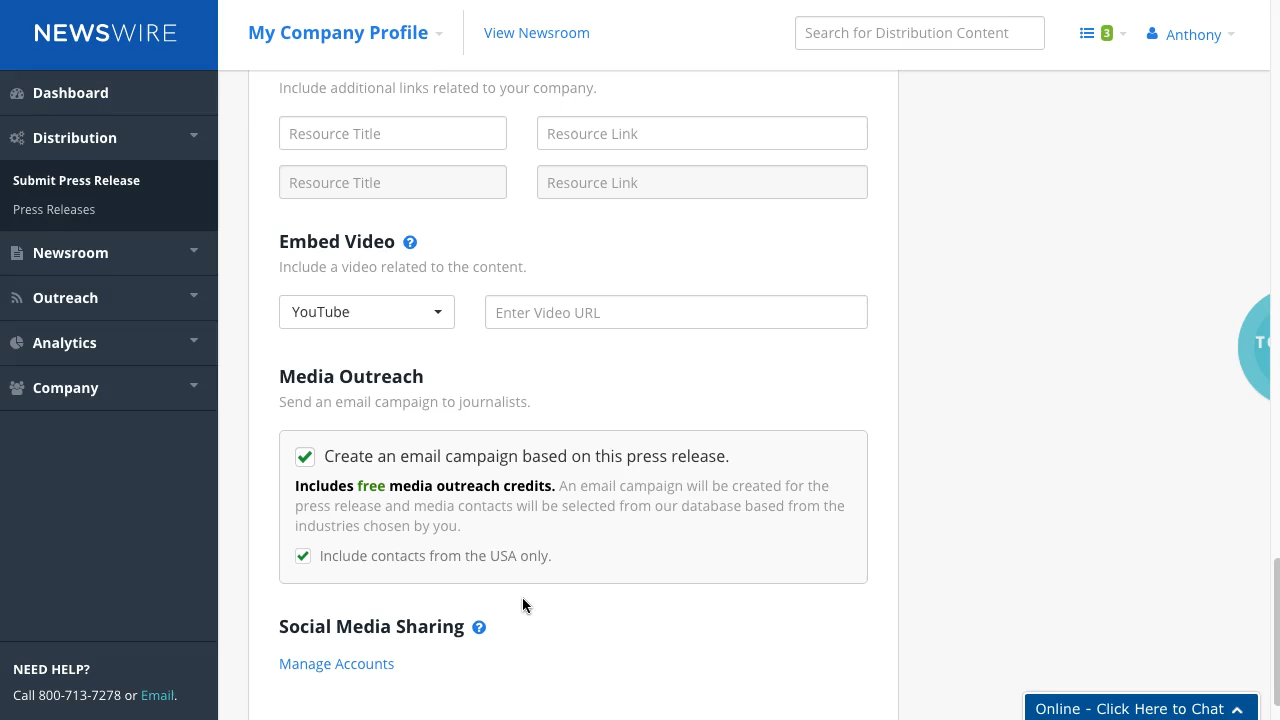 NEWSWIRE
My Company Profile
View Newsroom
Search for Distribution Content
3
Anthony
Dashboard
Distribution
Submit Press Release
Press Releases
Newsroom
Outreach
Analytics
Company
NEED HELP?
Call 800-713-7278 or Email.
Include additional links related to your company.
Resource Title
Resource Link
Resource Title
Resource Link
Embed Video ?
Include a video related to the content.
YouTube
Enter Video URL
Media Outreach
Send an email campaign to journalists.
Create an email campaign based on this press release.
Includes free media outreach credits. An email campaign will be created for the
press release and media contacts will be selected from our database based from the
industries chosen by you.
Include contacts from the USA only.
Social Media Sharing ?
Manage Accounts
Online - Click Here to Chat